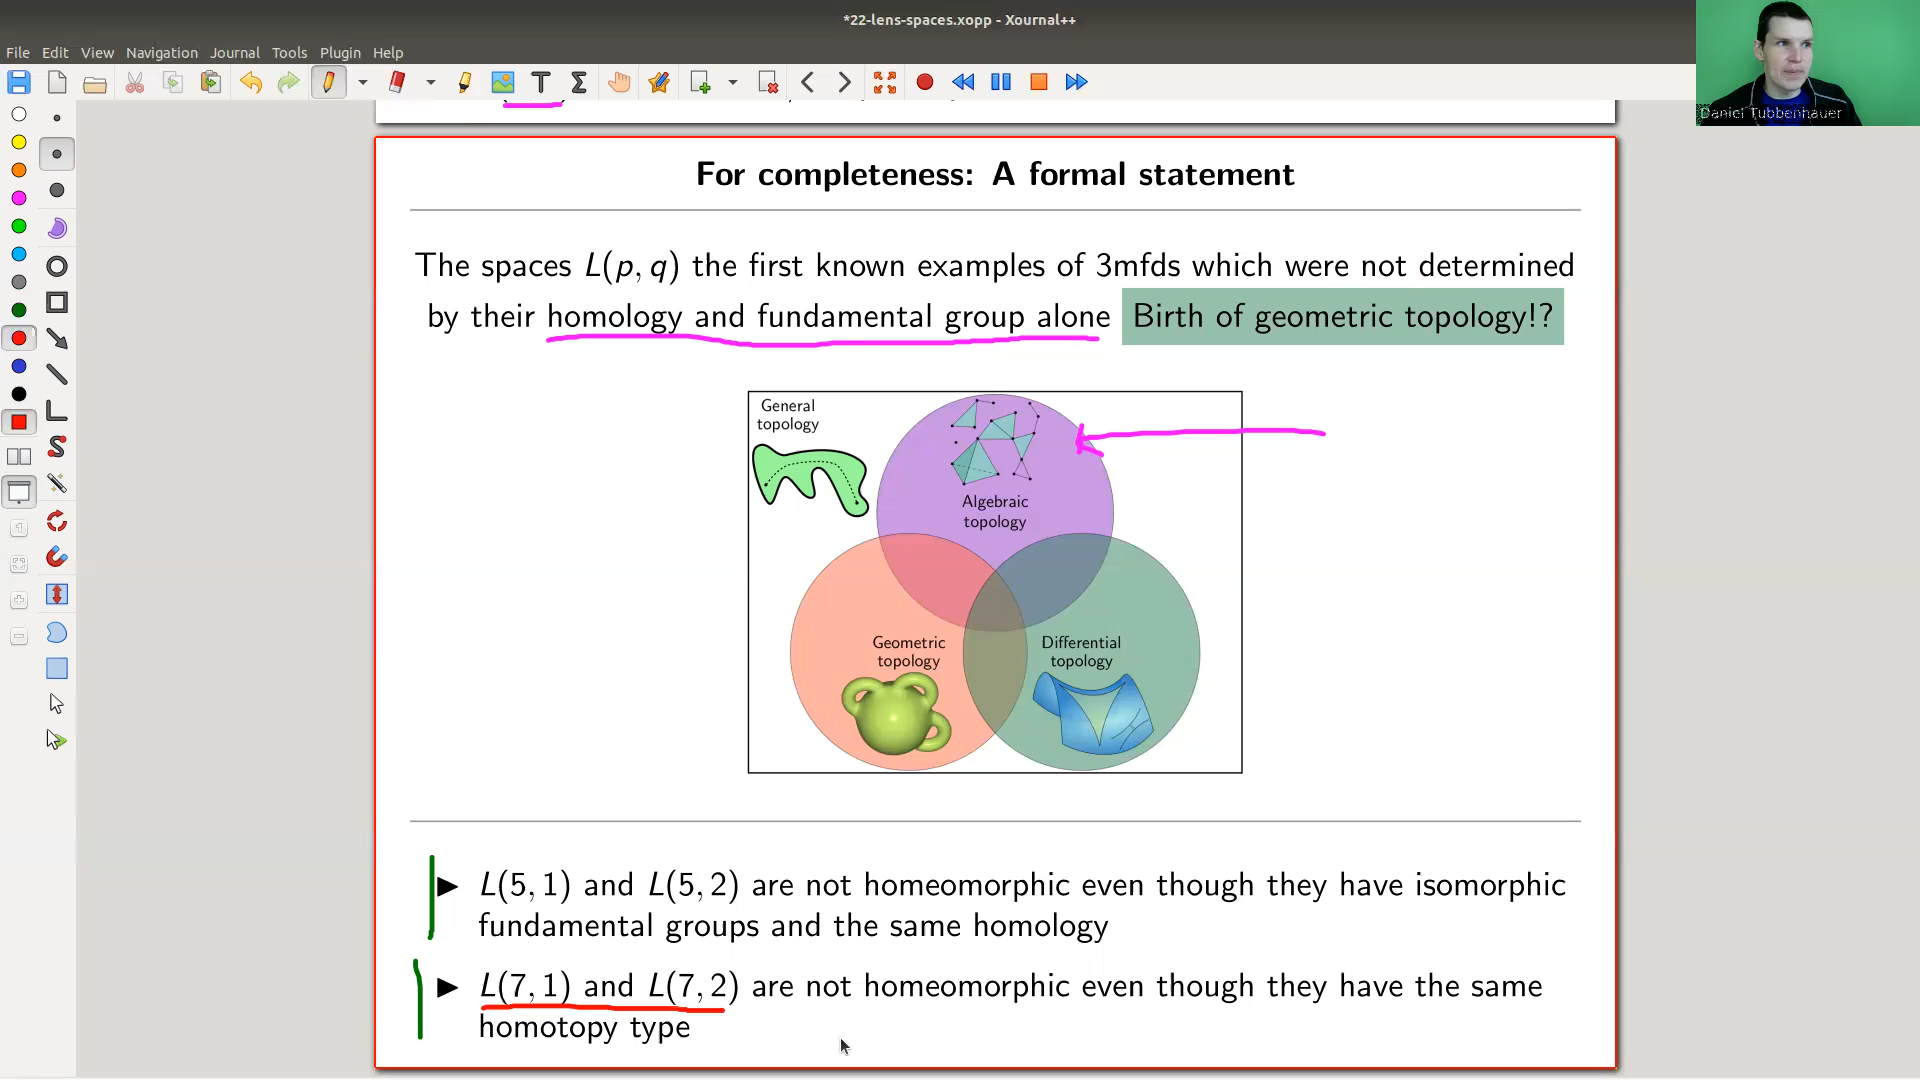 *22-lens-spaces.xopp - Xournal++
File Edit View Navigation Journal Tools Plugin Help
Daniel Tubbenhauer
For completeness: A formal statement
The spaces L(p, q) the first known examples of 3mfds which were not determined
by their homology and fundamental group alone Birth of geometric topology!?
General
topology
Algebraic
topology
Geometric
topology
Differential
topology
► L(5, 1) and L(5, 2) are not homeomorphic even though they have isomorphic
fundamental groups and the same homology
► L(7, 1) and L(7, 2) are not homeomorphic even though they have the same
homotopy type